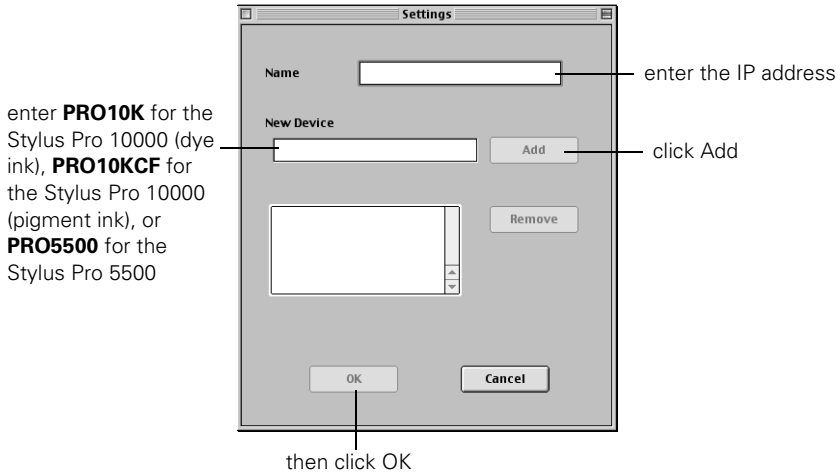 Settings
Name
enter the IP address
enter PRO10K for the
Stylus Pro 10000 (dye
ink), PRO10KCF for
the Stylus Pro 10000
(pigment ink), or
PRO5500 for the
Stylus Pro 5500
New Device
Add
click Add
Remove
OK
Cancel
then click OK